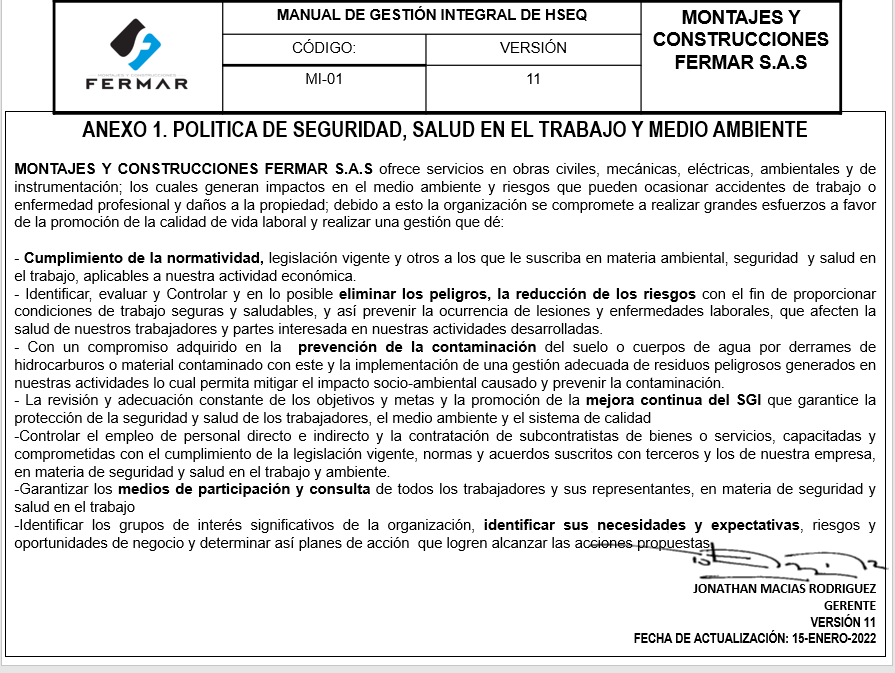 MANUAL DE GESTIÓN INTEGRAL DE HSEQ
CÓDIGO:
VERSIÓN
MI-01
11
MONTAJES Y
CONSTRUCCIONES
FERMAR S.A.S
FERMAR
ANEXO 1. POLITICA DE SEGURIDAD, SALUD EN EL TRABAJO Y MEDIO AMBIENTE
MONTAJES Y CONSTRUCCIONES FERMAR S.A.S ofrece servicios en obras civiles, mecánicas, eléctricas, ambientales y de
instrumentación; los cuales generan impactos en el medio ambiente y riesgos que pueden ocasionar accidentes de trabajo o
enfermedad profesional y daños a la propiedad; debido a esto la organización se compromete a realizar grandes esfuerzos a favor
de la promoción de la calidad de vida laboral y realizar una gestión que dé:
- Cumplimiento de la normatividad, legislación vigente y otros a los que le suscriba en materia ambiental, seguridad y salud en
el trabajo, aplicables a nuestra actividad económica.
- Identificar, evaluar y Controlar y en lo posible eliminar los peligros, la reducción de los riesgos con el fin de proporcionar
condiciones de trabajo seguras y saludables, y así prevenir la ocurrencia de lesiones y enfermedades laborales, que afecten la
salud de nuestros trabajadores y partes interesada en nuestras actividades desarrolladas.
- Con un compromiso adquirido en la prevención de la contaminación del suelo o cuerpos de agua por derrames de
hidrocarburos o material contaminado con este y la implementación de una gestión adecuada de residuos peligrosos generados en
nuestras actividades lo cual permita mitigar el impacto socio-ambiental causado y prevenir la contaminación.
- La revisión y adecuación constante de los objetivos y metas y la promoción de la mejora continua del SGI que garantice la
protección de la seguridad y salud de los trabajadores, el medio ambiente y el sistema de calidad
-Controlar el empleo de personal directo e indirecto y la contratación de subcontratistas de bienes o servicios, capacitadas y
comprometidas con el cumplimiento de la legislación vigente, normas y acuerdos suscritos con terceros y los de nuestra empresa,
en materia de seguridad y salud en el trabajo y ambiente.
-Garantizar los medios de participación y consulta de todos los trabajadores y sus representantes, en materia de seguridad y
salud en el trabajo
-Identificar los grupos de interés significativos de la organización, identificar sus necesidades y expectativas, riesgos y
oportunidades de negocio y determinar así planes de acción que logren alcanzar las acciones propuestas
JONATHAN MACIAS RODRIGUEZ
GERENTE
VERSIÓN 11
FECHA DE ACTUALIZACIÓN: 15-ENERO-2022